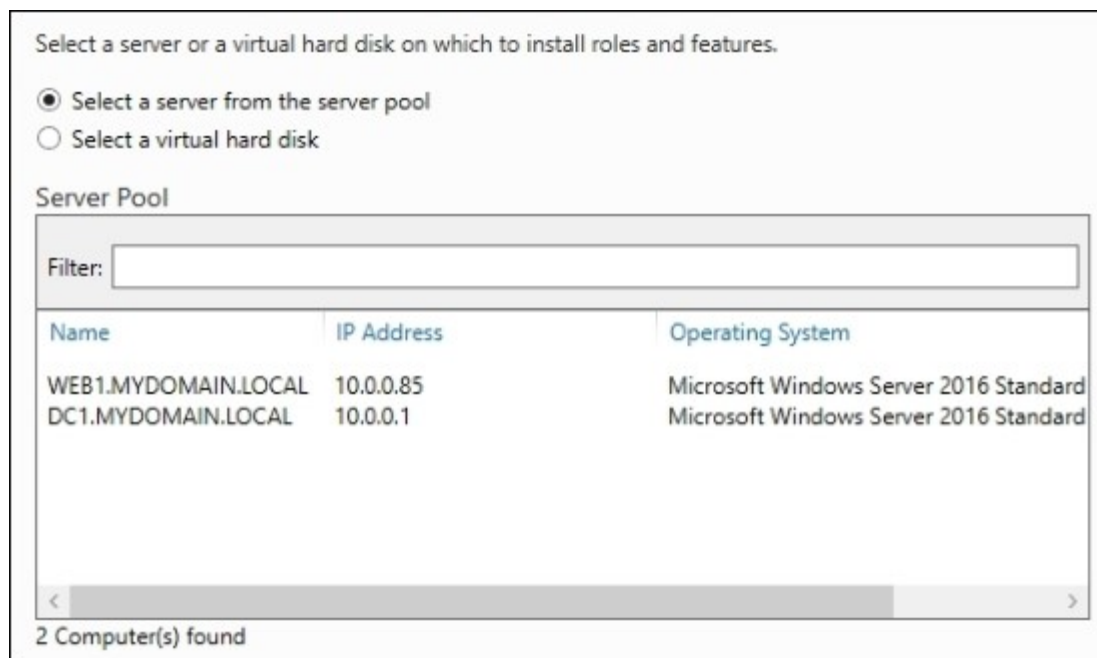 Select a server or a virtual hard disk on which to install roles and features.
Select a server from the server pool
Select a virtual hard disk
Server Pool
Filter:
Name IP Address Operating System
WEB1.MYDOMAIN.LOCAL 10.0.0.85 Microsoft Windows Server 2016 Standard
DC1.MYDOMAIN.LOCAL 10.0.0.1 Microsoft Windows Server 2016 Standard
2 Computer(s) found